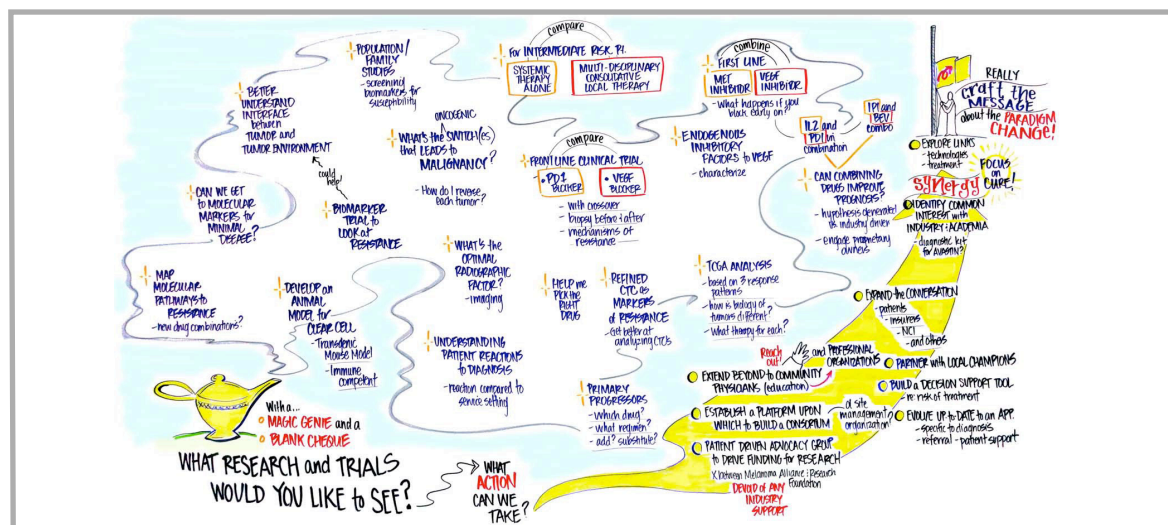 POPULATION/
FAMILY
STUDIES
- screening
biomarkers for
susceptibility
BETTER
UNDERSTAND
INTERFACE
between
TUMOR and
TUMOR ENVIRONMENT
could
help!
CAN WE GET
to MOLECULAR
MARKERS for
MINIMAL
DISEASE?
ONCOGENIC
WHAT'S the SWITCH(es)
that LEADS to
MALIGNANCY?
- How do I reverse
each tumor?
BIOMARKER
TRIAL to
LOOK at
RESISTANCE
MAP
MOLECULAR
PATHWAYS to
RESISTANCE
- new drug combinations?
DEVELOP an
ANIMAL
MODEL for
CLEAR CELL
- Transgenic
Mouse Model
- Immune
competent
compare
For INTERMEDIATE RISK Pt.
SYSTEMIC
THERAPY
ALONE
MULTI-DISCIPLINARY
CONSOLIDATIVE
LOCAL THERAPY
compare
FRONTLINE CLINICAL TRIAL
• PD1
BLOCKER
• VEGF
BLOCKER
- with crossover
- biopsy before & after
- mechanisms of
resistance
WHAT'S the
OPTIMAL
RADIOGRAPHIC
FACTOR?
- imaging
UNDERSTANDING
PATIENT REACTIONS
to DIAGNOSIS
- reaction compared to
service setting
HELP me
PICK the
RIGHT
DRUG
REFINED
CTC as
MARKERS
of RESISTANCE
- Get better at
analyzing CTCs
PRIMARY
PROGRESSORS
- Which drug?
- what regimen?
- add? substitute?
combine
FIRST LINE
MET
INHIBITOR
VEGF
INHIBITOR
- What happens if you
block early on?
ENDOGENOUS
INHIBITORY
FACTORS to VEGF
- characterize
IL2 and
PD1 in
combination
IPI and
BEV
combo
CAN COMBINING
DRUGS IMPROVE
PROGNOSIS?
- hypothesis generated
vs industry driven
- engage proprietary
owners
TCGA ANALYSIS
- based on 3 response
patterns
- how is biology of
tumors different?
- What therapy for each?
REALLY
CRAFT the
MESSAGE
about the PARADIGM
CHANGE!
EXPLORE LINKS
- technologies
- treatment
FOCUS
on
CURE!
SYNERGY
IDENTIFY COMMON
INTEREST with
INDUSTRY & ACADEMIA
- diagnostic kit
for AVASTIN?
EXPAND the CONVERSATION
- patients
- insurers
- NCI
- and others
PARTNER with LOCAL CHAMPIONS
BUILD a DECISION SUPPORT TOOL
- re: risk of treatment
EVOLVE UP to DATE to an APP.
- specific to diagnosis
- referral - patient support
Reach
out!
and PROFESSIONAL
ORGANIZATIONS
EXTEND BEYOND to COMMUNITY
PHYSICIANS (education)
ESTABLISH a PLATFORM UPON
WHICH to BUILD a CONSORTIUM
site
management
organization?
PATIENT DRIVEN ADVOCACY GROUP
to DRIVE FUNDING for RESEARCH
X between Melanoma Alliance & Research
Foundation
DEVOID of ANY
INDUSTRY
SUPPORT
With a...
MAGIC GENIE and a
BLANK CHEQUE
WHAT RESEARCH and TRIALS
WOULD YOU LIKE to SEE?
WHAT
ACTION
CAN WE
TAKE?